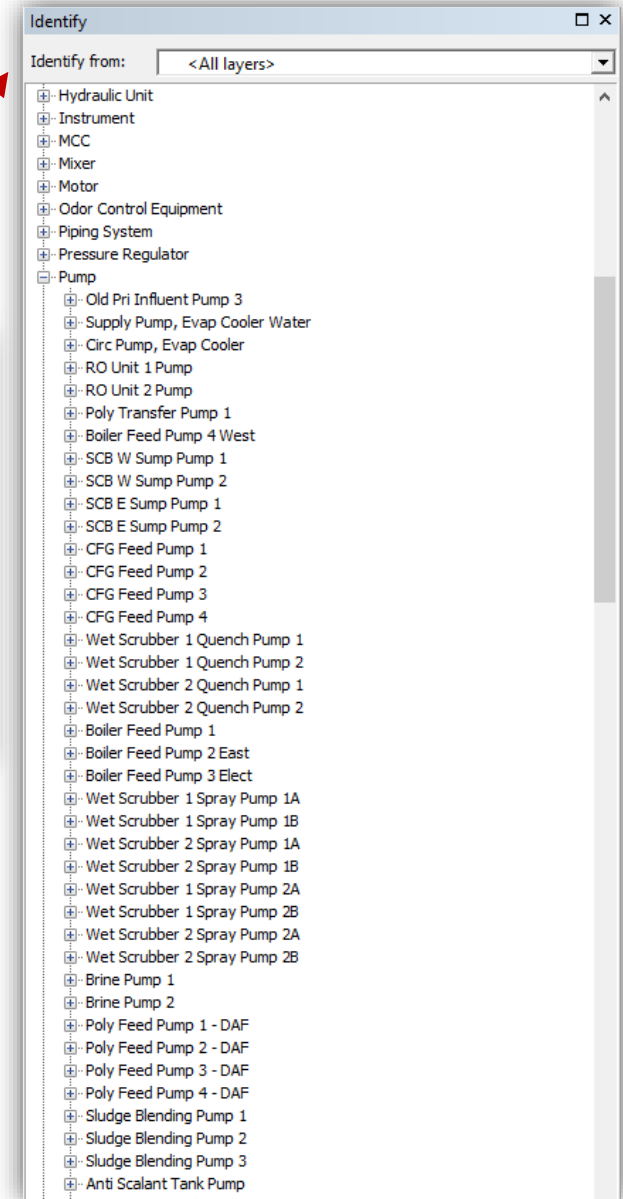 Identify
Identify from: <All layers>
Hydraulic Unit
Instrument
MCC
Mixer
Motor
Odor Control Equipment
Piping System
Pressure Regulator
Pump
Old Pri Influent Pump 3
Supply Pump, Evap Cooler Water
Circ Pump, Evap Cooler
RO Unit 1 Pump
RO Unit 2 Pump
Poly Transfer Pump 1
Boiler Feed Pump 4 West
SCB W Sump Pump 1
SCB W Sump Pump 2
SCB E Sump Pump 1
SCB E Sump Pump 2
CFG Feed Pump 1
CFG Feed Pump 2
CFG Feed Pump 3
CFG Feed Pump 4
Wet Scrubber 1 Quench Pump 1
Wet Scrubber 1 Quench Pump 2
Wet Scrubber 2 Quench Pump 1
Wet Scrubber 2 Quench Pump 2
Boiler Feed Pump 1
Boiler Feed Pump 2 East
Boiler Feed Pump 3 Elect
Wet Scrubber 1 Spray Pump 1A
Wet Scrubber 1 Spray Pump 1B
Wet Scrubber 2 Spray Pump 1A
Wet Scrubber 2 Spray Pump 1B
Wet Scrubber 1 Spray Pump 2A
Wet Scrubber 1 Spray Pump 2B
Wet Scrubber 2 Spray Pump 2A
Wet Scrubber 2 Spray Pump 2B
Brine Pump 1
Brine Pump 2
Poly Feed Pump 1 - DAF
Poly Feed Pump 2 - DAF
Poly Feed Pump 3 - DAF
Poly Feed Pump 4 - DAF
Sludge Blending Pump 1
Sludge Blending Pump 2
Sludge Blending Pump 3
Anti Scalant Tank Pump